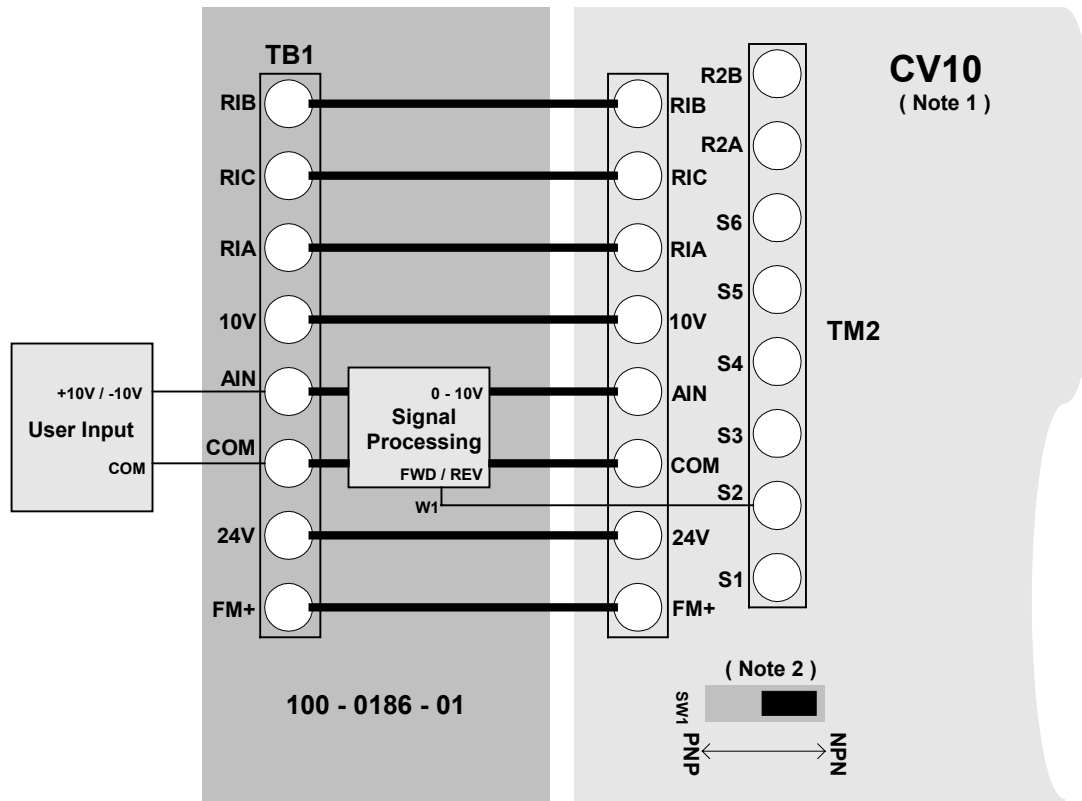 TB1
RIB
RIC
RIA
10V
AIN
COM
24V
FM+
+10V / -10V
User Input
COM
0 - 10V
Signal
Processing
FWD / REV
W1
100 - 0186 - 01
RIB
RIC
RIA
10V
AIN
COM
24V
FM+
R2B
R2A
S6
S5
S4
S3
S2
S1
TM2
CV10
( Note 1 )
( Note 2 )
SW1
PNP
NPN